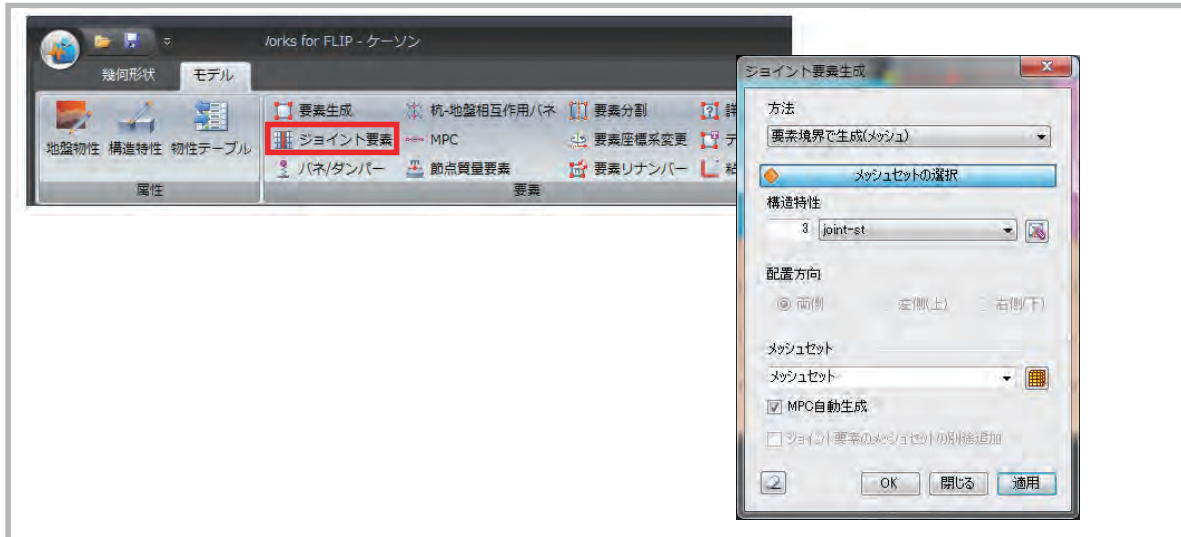 /orks for FLIP - ケーソン
幾何形状 モデル
地盤物性 構造特性 物性テーブル
属性
要素生成 杭-地盤相互作用バネ 要素分割
ジョイント要素 MPC 要素座標系変更
バネ/ダンパー 節点質量要素 要素リナンバー
要素
ジョイント要素生成
方法
要素境界で生成(メッシュ)
メッシュセットの選択
構造特性
3 joint-st
配置方向
両側 左側(上) 右側(下)
メッシュセット
メッシュセット
MPC自動生成
ジョイント要素のメッシュセットの別途追加
OK 閉じる 適用